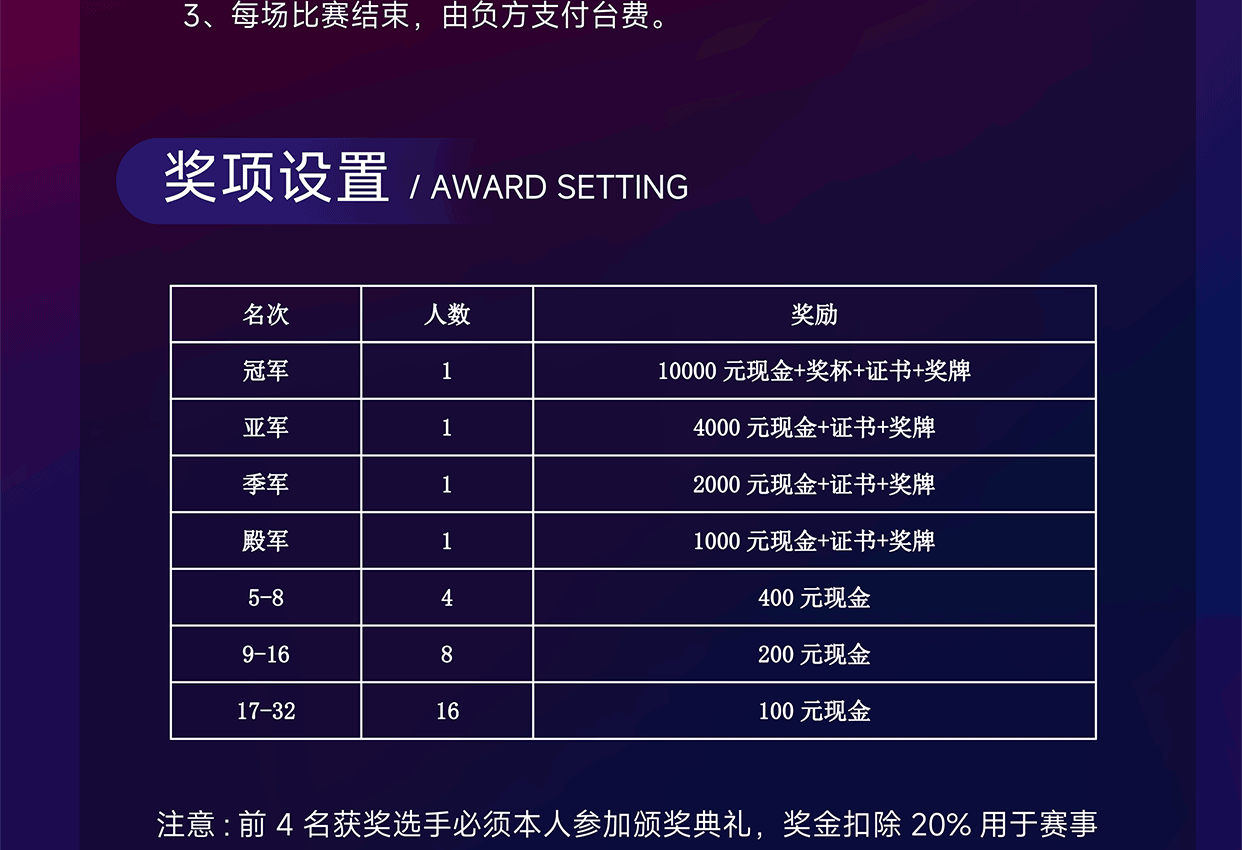 3、每场比赛结束，由负方支付台费。
奖项设置 / AWARD SETTING
名次 人数 奖励
冠军 1 10000 元现金+奖杯+证书+奖牌
亚军 1 4000 元现金+证书+奖牌
季军 1 2000 元现金+证书+奖牌
殿军 1 1000 元现金+证书+奖牌
5-8 4 400 元现金
9-16 8 200 元现金
17-32 16 100 元现金
注意：前 4 名获奖选手必须本人参加颁奖典礼，奖金扣除 20% 用于赛事